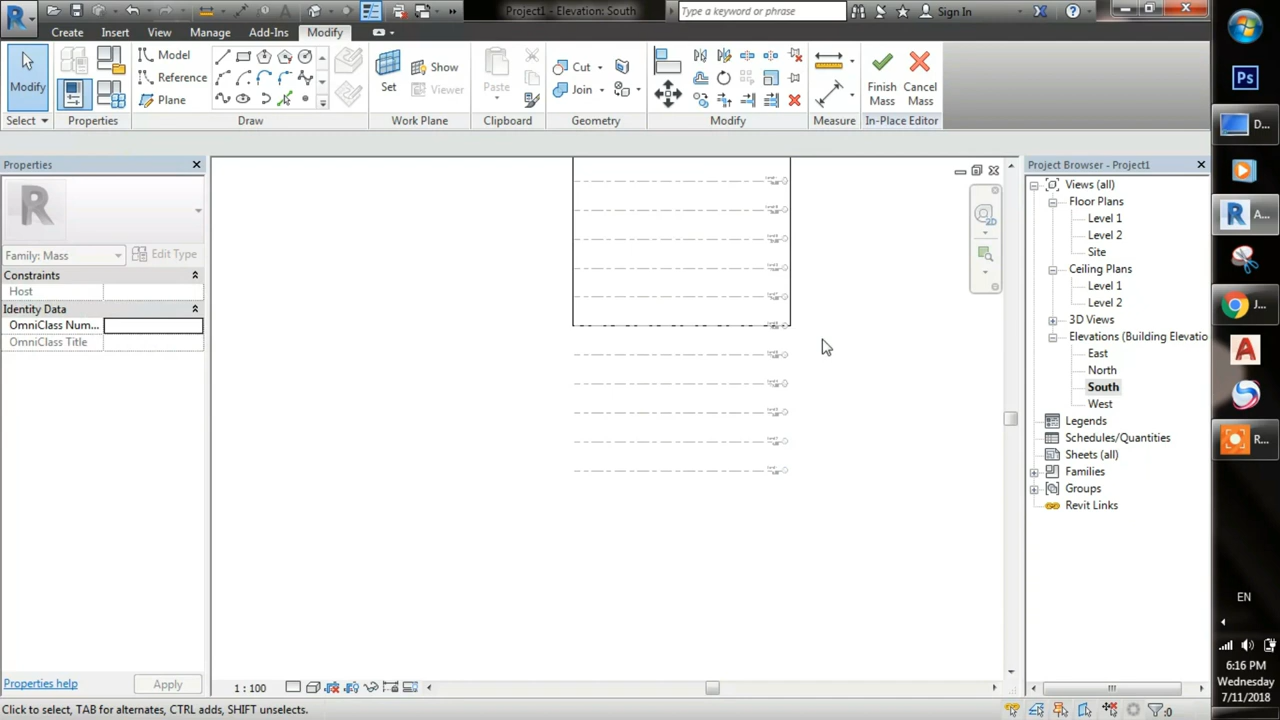 Project1 - Elevation: South
Type a keyword or phrase
Sign In
Create
Insert
View
Manage
Add-Ins
Modify
Modify
Model
Reference
Plane
Set
Show
Viewer
Paste
Cut
Join
Finish
Mass
Cancel
Mass
Select
Properties
Draw
Work Plane
Clipboard
Geometry
Modify
Measure
In-Place Editor
Properties
Family: Mass
Edit Type
Constraints
Host
Identity Data
OmniClass Num...
OmniClass Title
Properties help
Apply
2D
1 : 100
Project Browser - Project1
Views (all)
Floor Plans
Level 1
Level 2
Site
Ceiling Plans
Level 1
Level 2
3D Views
Elevations (Building Elevatio
East
North
South
West
Legends
Schedules/Quantities
Sheets (all)
Families
Groups
Revit Links
Click to select, TAB for alternates, CTRL adds, SHIFT unselects.
:0
Ps
D...
A...
J...
R...
EN
6:16 PM
Wednesday
7/11/2018